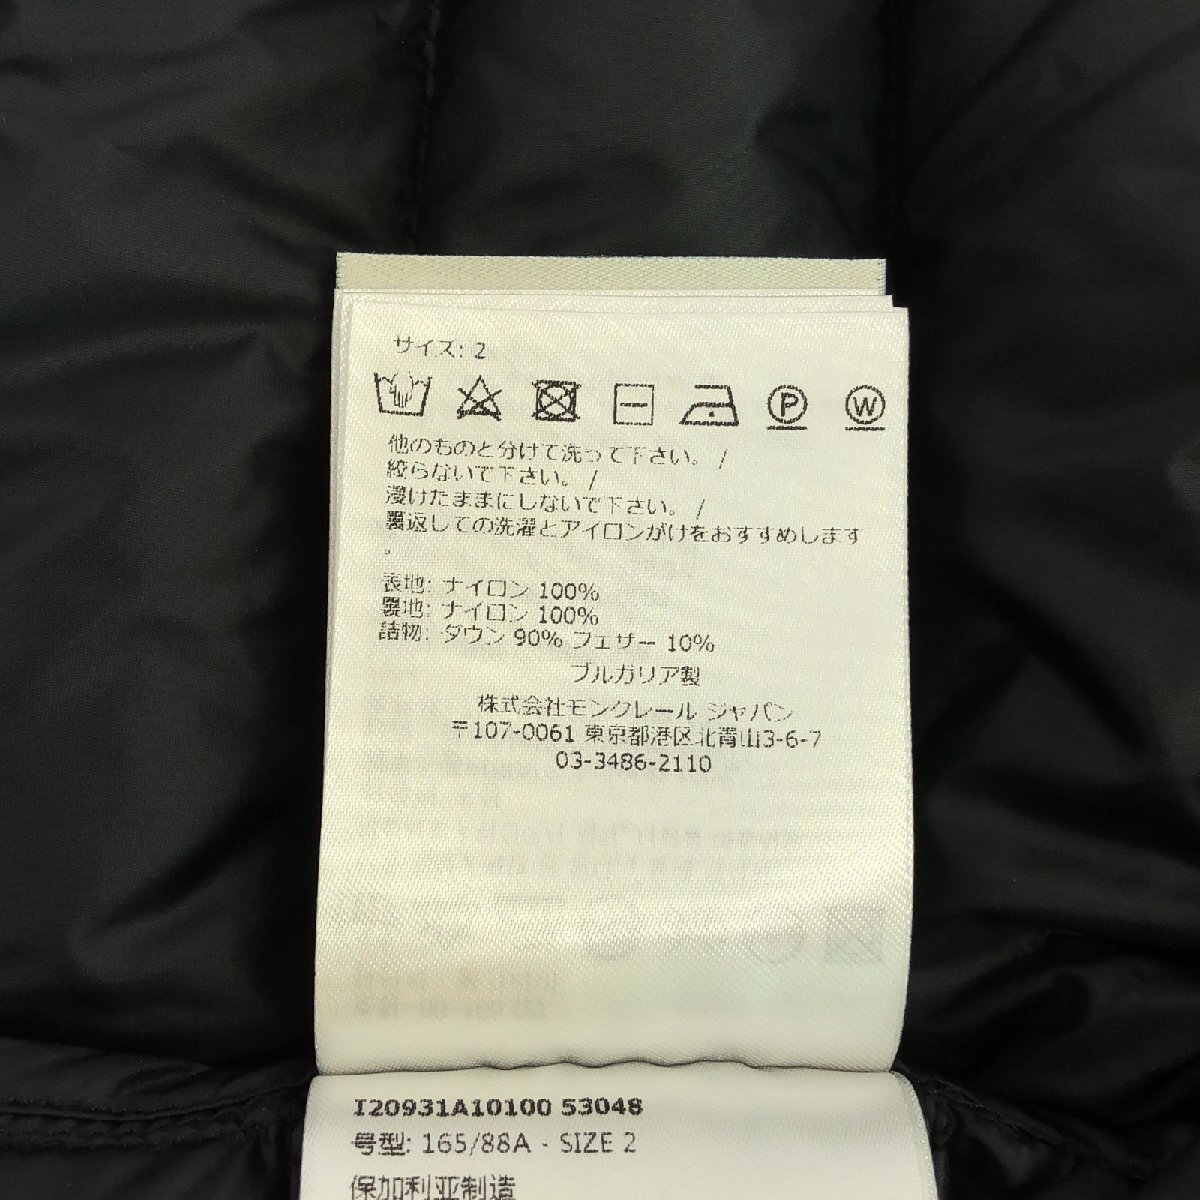 サイズ: 2
P W
他のものと分けて洗って下さい。 /
絞らないで下さい。 /
浸けたままにしないで下さい。 /
裏返しての洗濯とアイロンがけをおすすめします
。
表地: ナイロン 100%
裏地: ナイロン 100%
詰物: ダウン 90% フェザー 10%
ブルガリア製
株式会社モンクレール ジャパン
〒107-0061 東京都港区北青山3-6-7
03-3486-2110
I20931A10100 53048
号型: 165/88A - SIZE 2
保加利亚制造